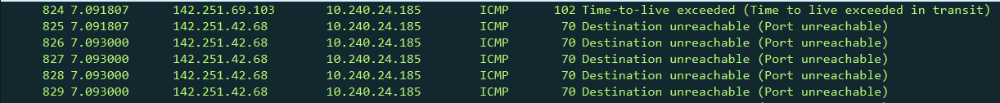 824 7.091807 142.251.69.103 10.240.24.185 ICMP 102 Time-to-live exceeded (Time to live exceeded in transit)
825 7.091807 142.251.42.68 10.240.24.185 ICMP 70 Destination unreachable (Port unreachable)
826 7.093000 142.251.42.68 10.240.24.185 ICMP 70 Destination unreachable (Port unreachable)
827 7.093000 142.251.42.68 10.240.24.185 ICMP 70 Destination unreachable (Port unreachable)
828 7.093000 142.251.42.68 10.240.24.185 ICMP 70 Destination unreachable (Port unreachable)
829 7.093000 142.251.42.68 10.240.24.185 ICMP 70 Destination unreachable (Port unreachable)